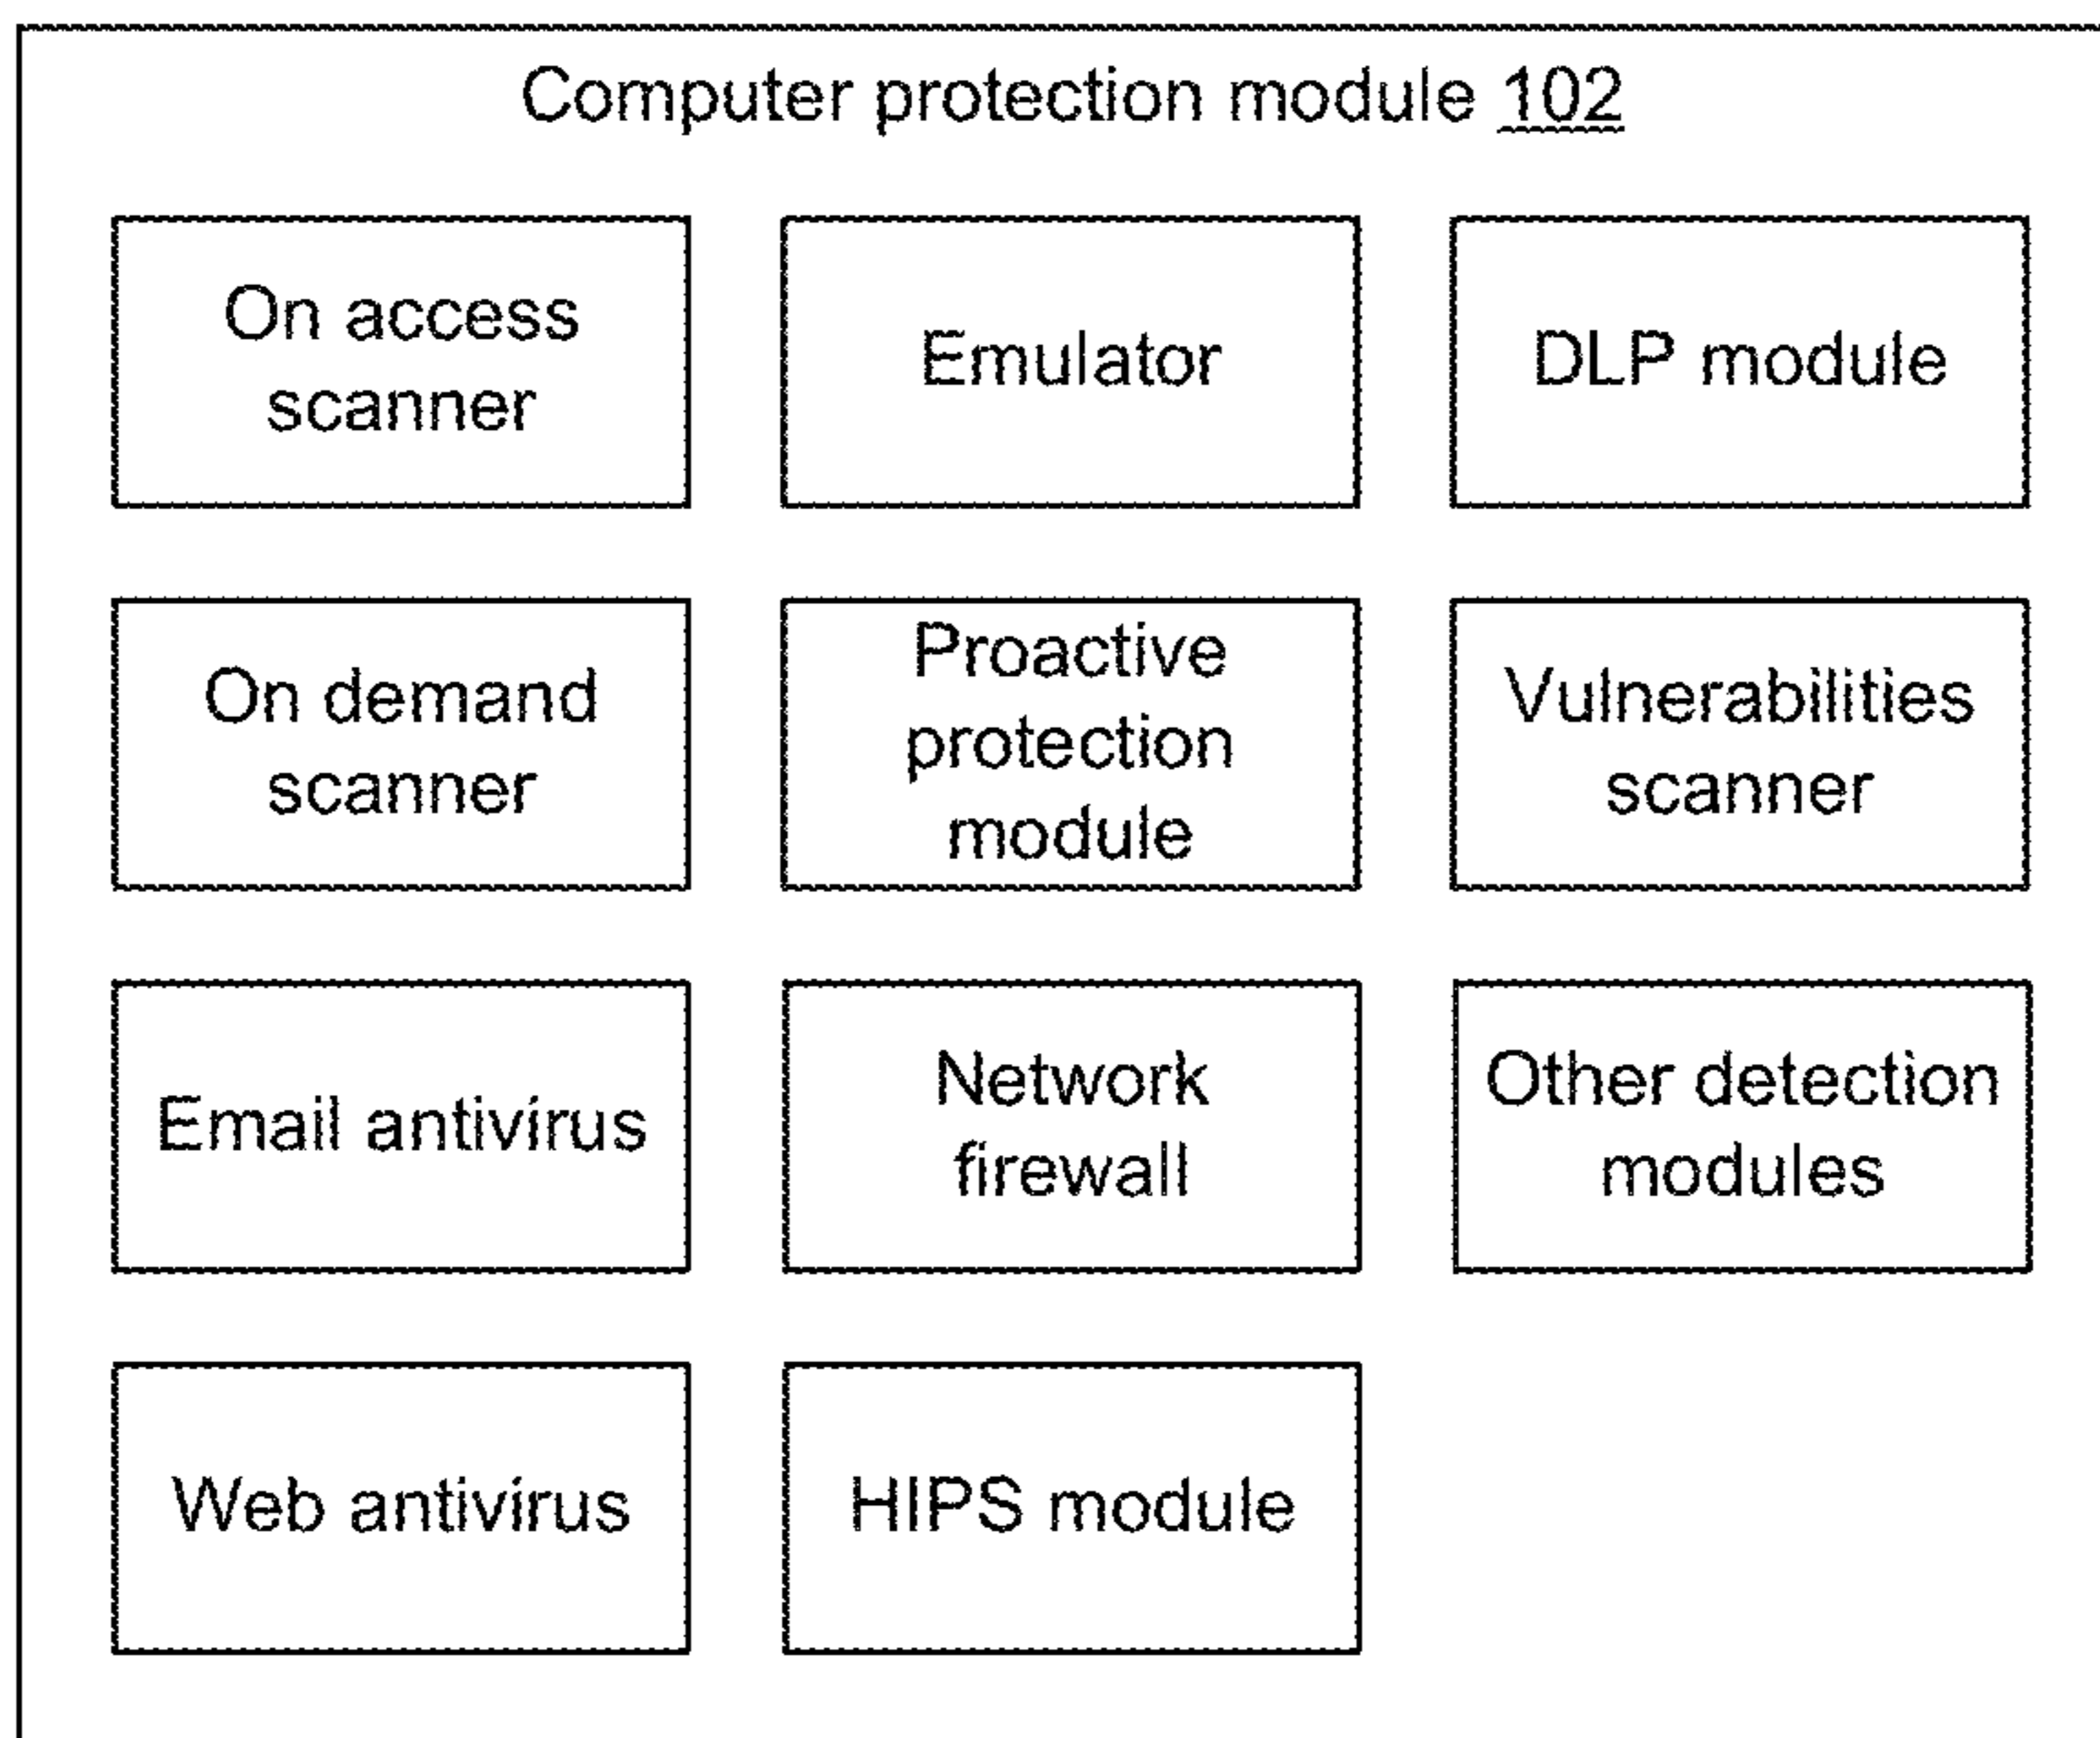 Computer protection module 102
On access
scanner
Emulator
DLP module
On demand
scanner
Proactive
protection
module
Vulnerabilities
scanner
Email antivirus
Network
firewall
Other detection
modules
Web antivirus
HIPS module